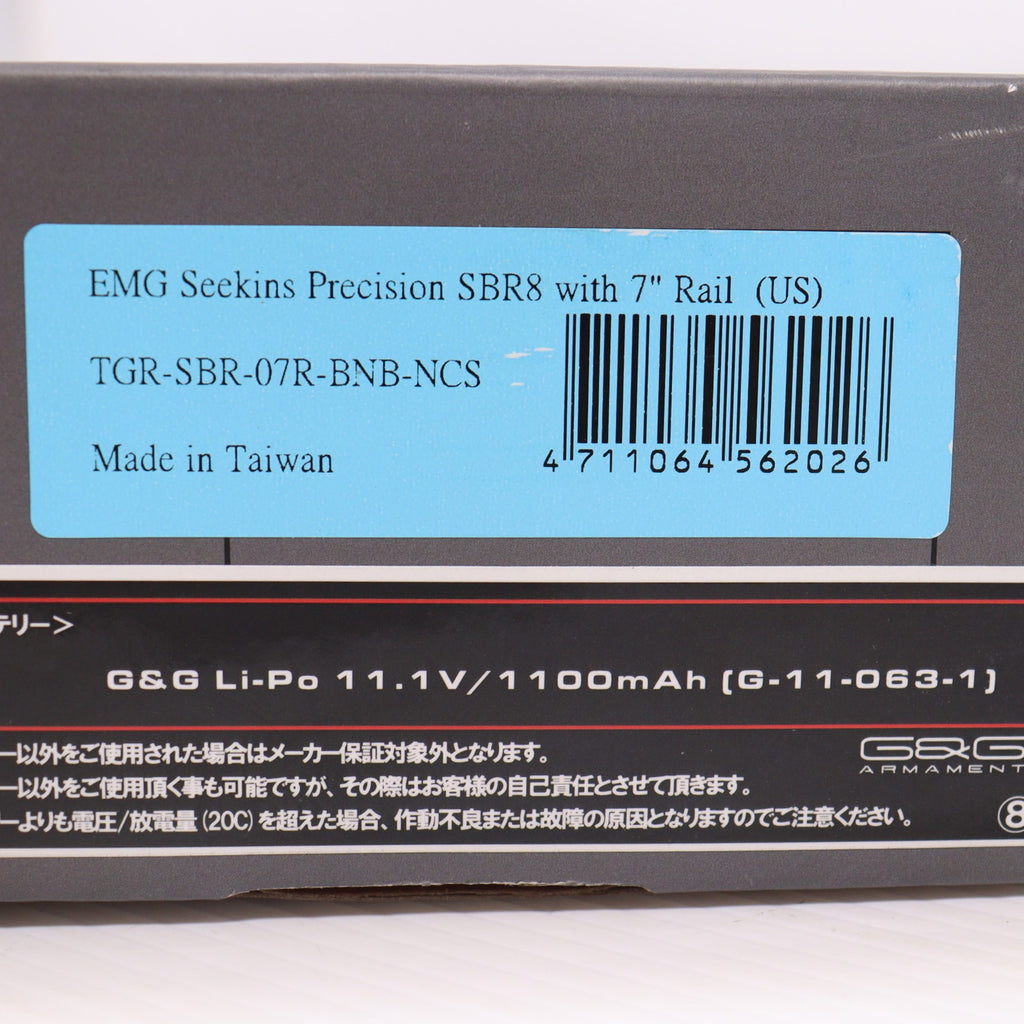 EMG Seekins Precision SBR8 with 7" Rail (US)
TGR-SBR-07R-BNB-NCS
Made in Taiwan
4 711064 562026
テリー＞
G&G Li-Po 11.1V/1100mAh (G-11-063-1)
ー以外をご使用された場合はメーカー保証対象外となります。
ー以外をご使用頂く事も可能ですが、その際はお客様の自己責任とさせて頂きます。
ーよりも電圧/放電量(20C)を超えた場合、作動不良または故障の原因となりますのでご注意ください。
G&G
ARMAMENT
⑧